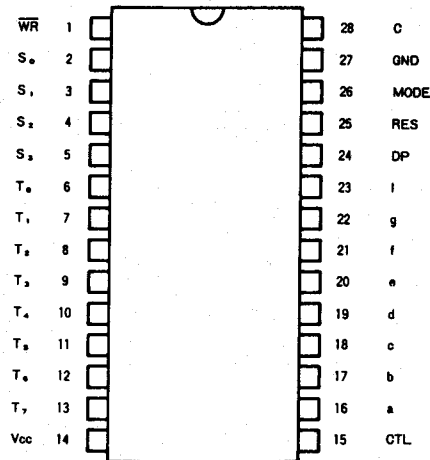 W̅R̅ 1 28 C
S₀ 2 27 GND
S₁ 3 26 MODE
S₂ 4 25 RES
S₃ 5 24 DP
T₀ 6 23 I
T₁ 7 22 g
T₂ 8 21 f
T₃ 9 20 e
T₄ 10 19 d
T₅ 11 18 c
T₆ 12 17 b
T₇ 13 16 a
Vcc 14 15 CTL